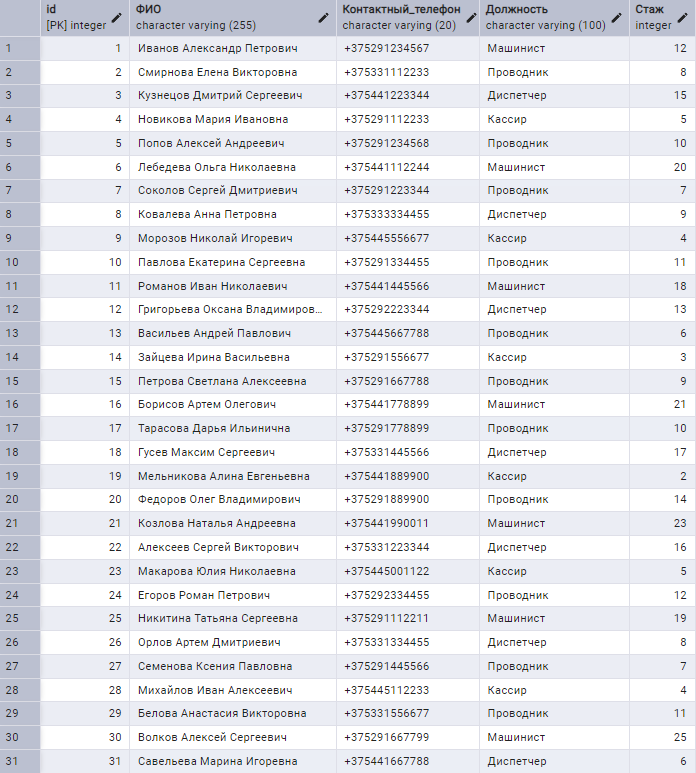 id ФИО Контактный_телефон Должность Стаж
[PK] integer character varying (255) character varying (20) character varying (100) integer
1 1 Иванов Александр Петрович +375291234567 Машинист 12
2 2 Смирнова Елена Викторовна +375331112233 Проводник 8
3 3 Кузнецов Дмитрий Сергеевич +375441223344 Диспетчер 15
4 4 Новикова Мария Ивановна +375291112233 Кассир 5
5 5 Попов Алексей Андреевич +375291234568 Проводник 10
6 6 Лебедева Ольга Николаевна +375441112244 Машинист 20
7 7 Соколов Сергей Дмитриевич +375291223344 Проводник 7
8 8 Ковалева Анна Петровна +375333334455 Диспетчер 9
9 9 Морозов Николай Игоревич +375445556677 Кассир 4
10 10 Павлова Екатерина Сергеевна +375291334455 Проводник 11
11 11 Романов Иван Николаевич +375441445566 Машинист 18
12 12 Григорьева Оксана Владимиров… +375292223344 Диспетчер 13
13 13 Васильев Андрей Павлович +375445667788 Проводник 6
14 14 Зайцева Ирина Васильевна +375291556677 Кассир 3
15 15 Петрова Светлана Алексеевна +375291667788 Проводник 9
16 16 Борисов Артем Олегович +375441778899 Машинист 21
17 17 Тарасова Дарья Ильинична +375291778899 Проводник 10
18 18 Гусев Максим Сергеевич +375331445566 Диспетчер 17
19 19 Мельникова Алина Евгеньевна +375441889900 Кассир 2
20 20 Федоров Олег Владимирович +375291889900 Проводник 14
21 21 Козлова Наталья Андреевна +375441990011 Машинист 23
22 22 Алексеев Сергей Викторович +375331223344 Диспетчер 16
23 23 Макарова Юлия Николаевна +375445001122 Кассир 5
24 24 Егоров Роман Петрович +375292334455 Проводник 12
25 25 Никитина Татьяна Сергеевна +375291112211 Машинист 19
26 26 Орлов Артем Дмитриевич +375331334455 Диспетчер 8
27 27 Семенова Ксения Павловна +375291445566 Проводник 7
28 28 Михайлов Иван Алексеевич +375445112233 Кассир 4
29 29 Белова Анастасия Викторовна +375331556677 Проводник 11
30 30 Волков Алексей Сергеевич +375291667799 Машинист 25
31 31 Савельева Марина Игоревна +375441667788 Диспетчер 6